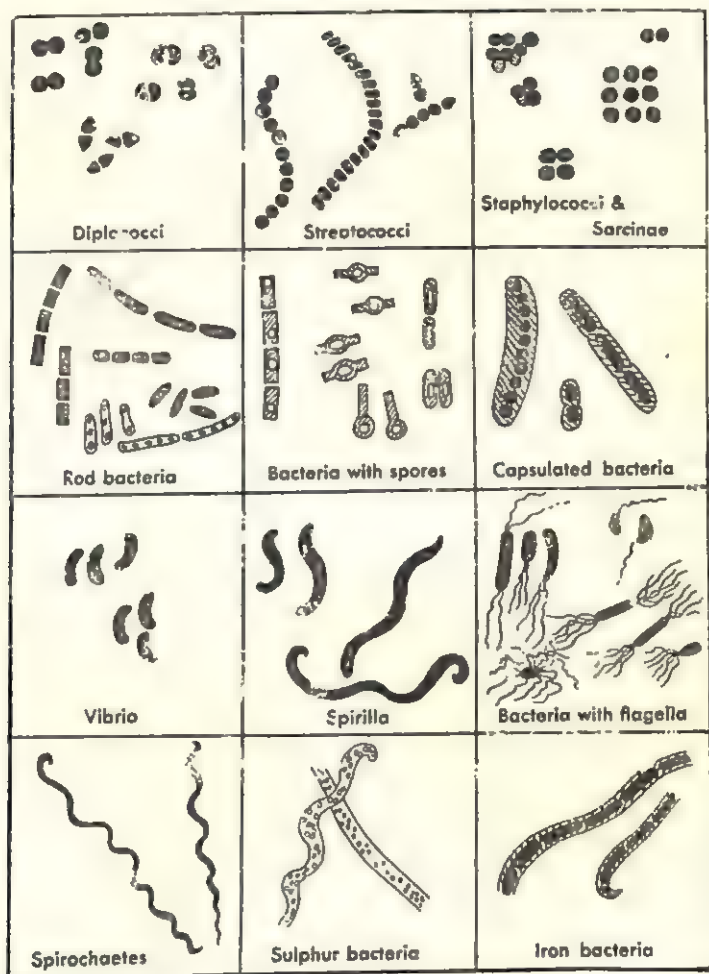 Diplococci
Streptococci
Staphylococci &
Sarcinae
Rod bacteria
Bacteria with spores
Capsulated bacteria
Vibrio
Spirilla
Bacteria with flagella
Spirochaetes
Sulphur bacteria
Iron bacteria